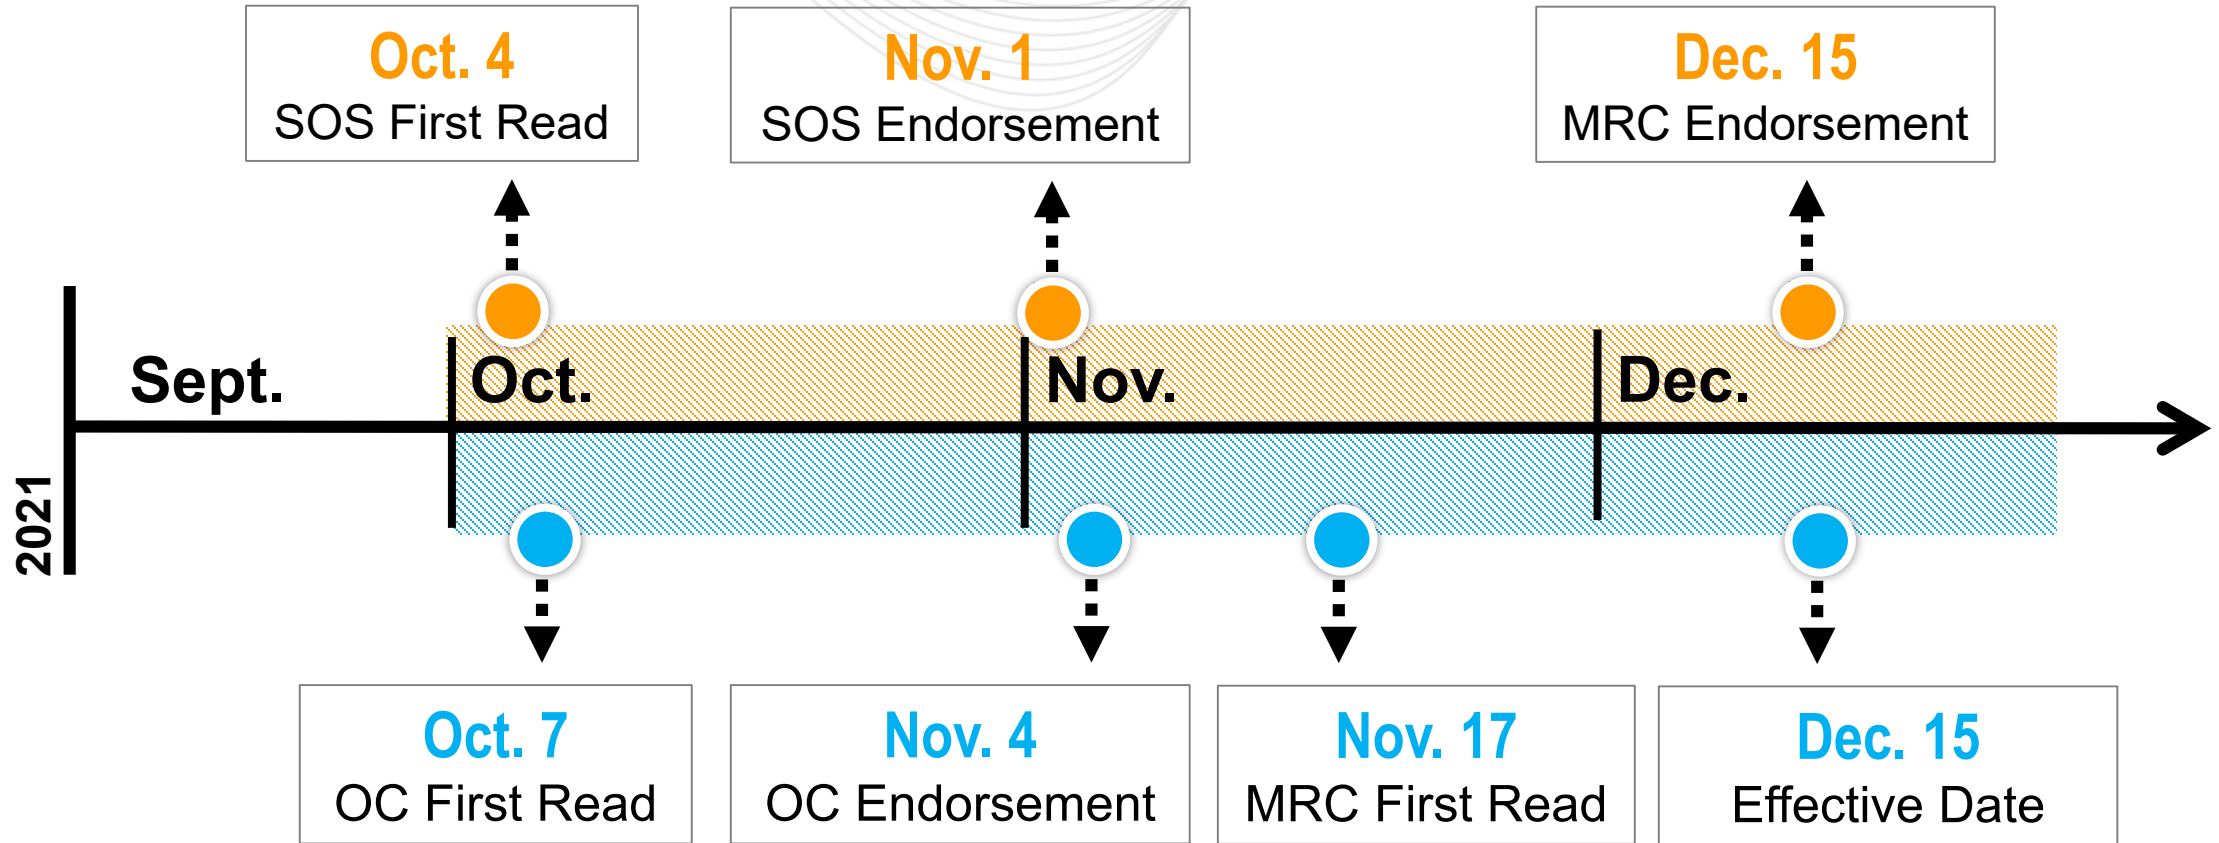 Oct. 4
SOS First Read
Nov. 1
SOS Endorsement
Dec. 15
MRC Endorsement
Sept.
Oct.
Nov.
Dec.
2021
Oct. 7
OC First Read
Nov. 4
OC Endorsement
Nov. 17
MRC First Read
Dec. 15
Effective Date